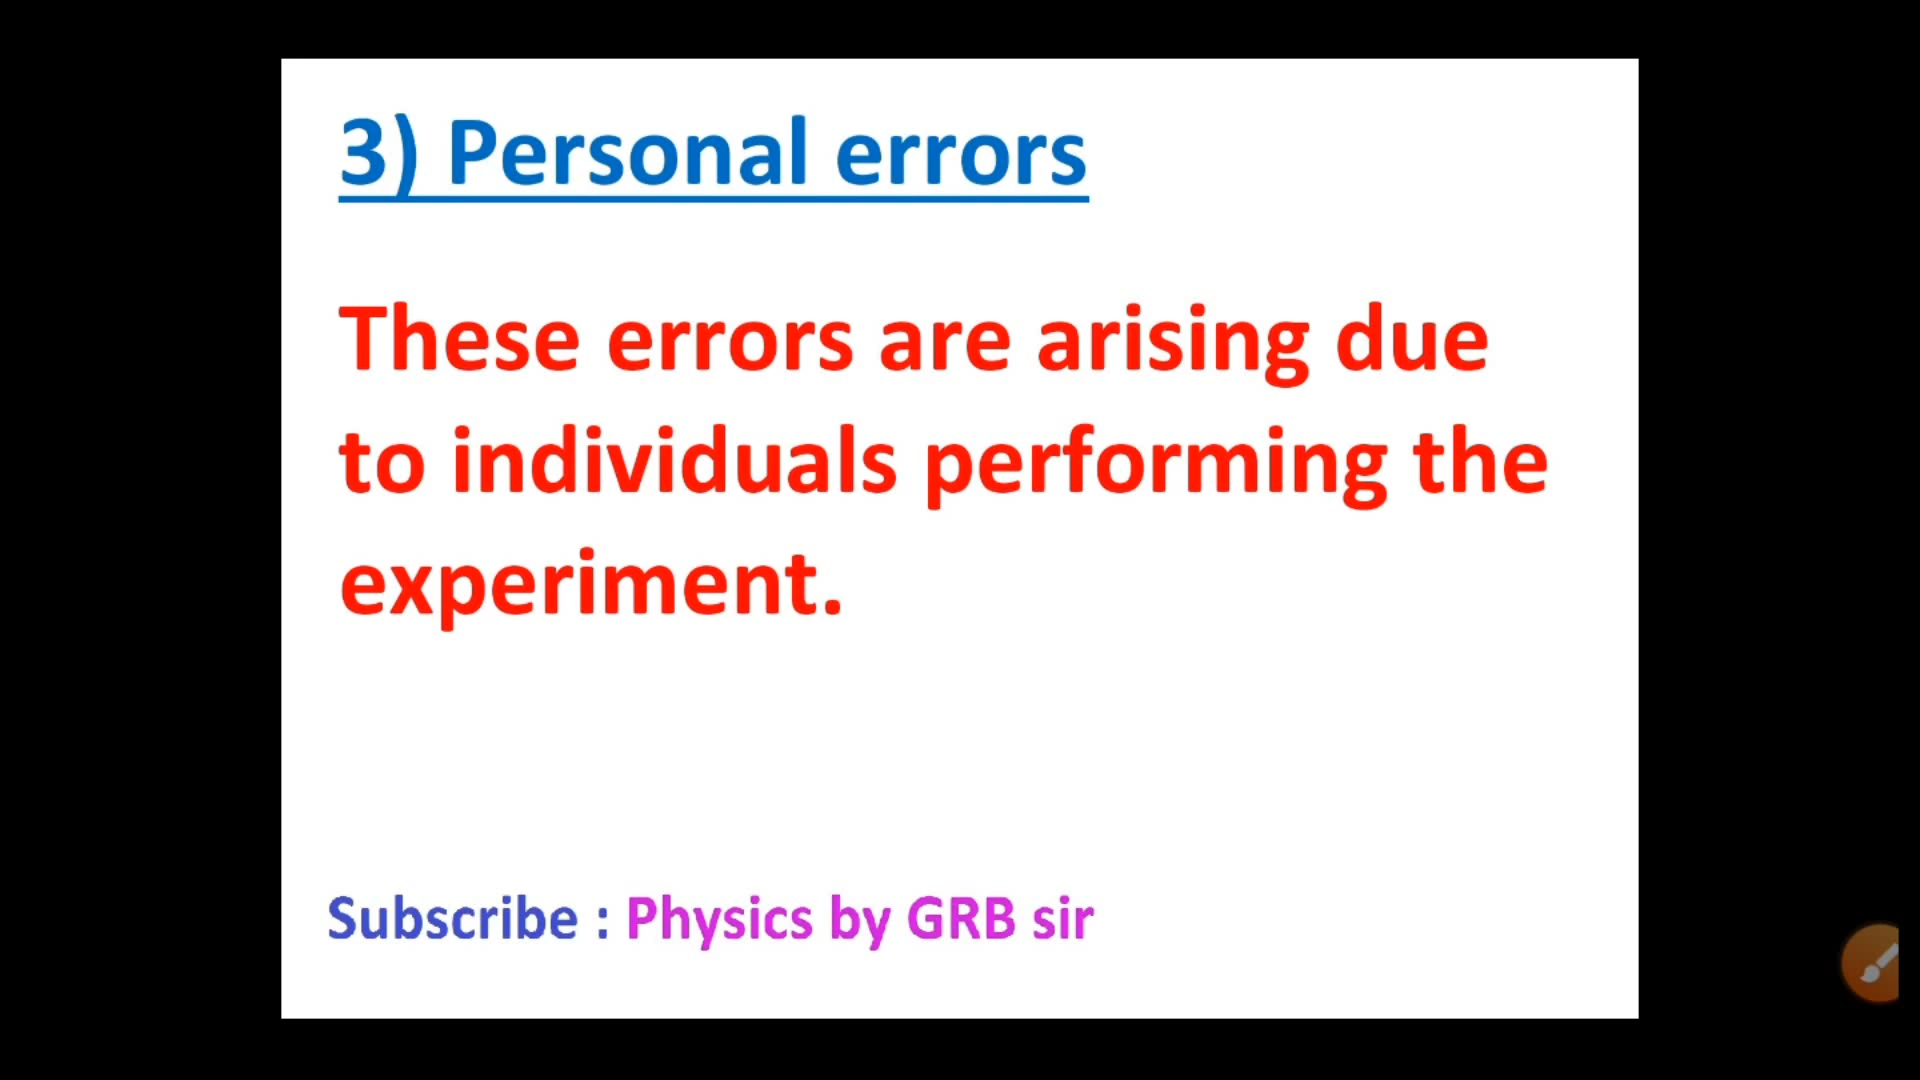 3) Personal errors
These errors are arising due
to individuals performing the
experiment.
Subscribe : Physics by GRB sir